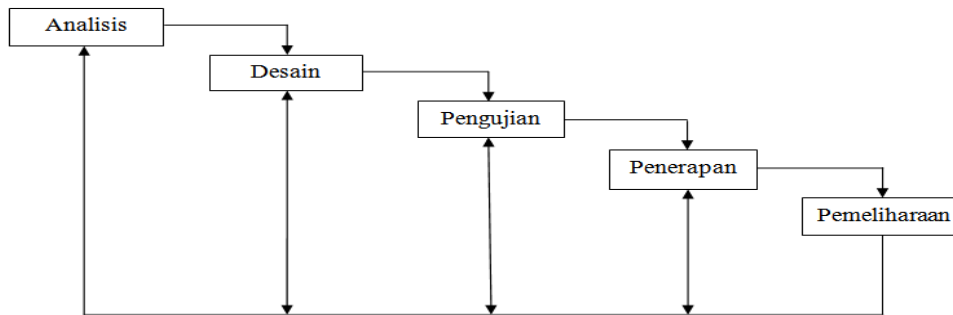 Analisis
Desain
Pengujian
Penerapan
Pemeliharaan